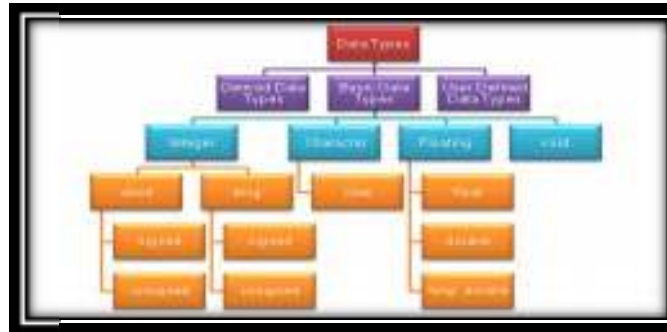 Data Types
Derived Data
Types
Basic Data
Types
User Defined
Data Types
Integer
Character
Floating
void
short
long
char
float
signed
signed
double
unsigned
unsigned
long double